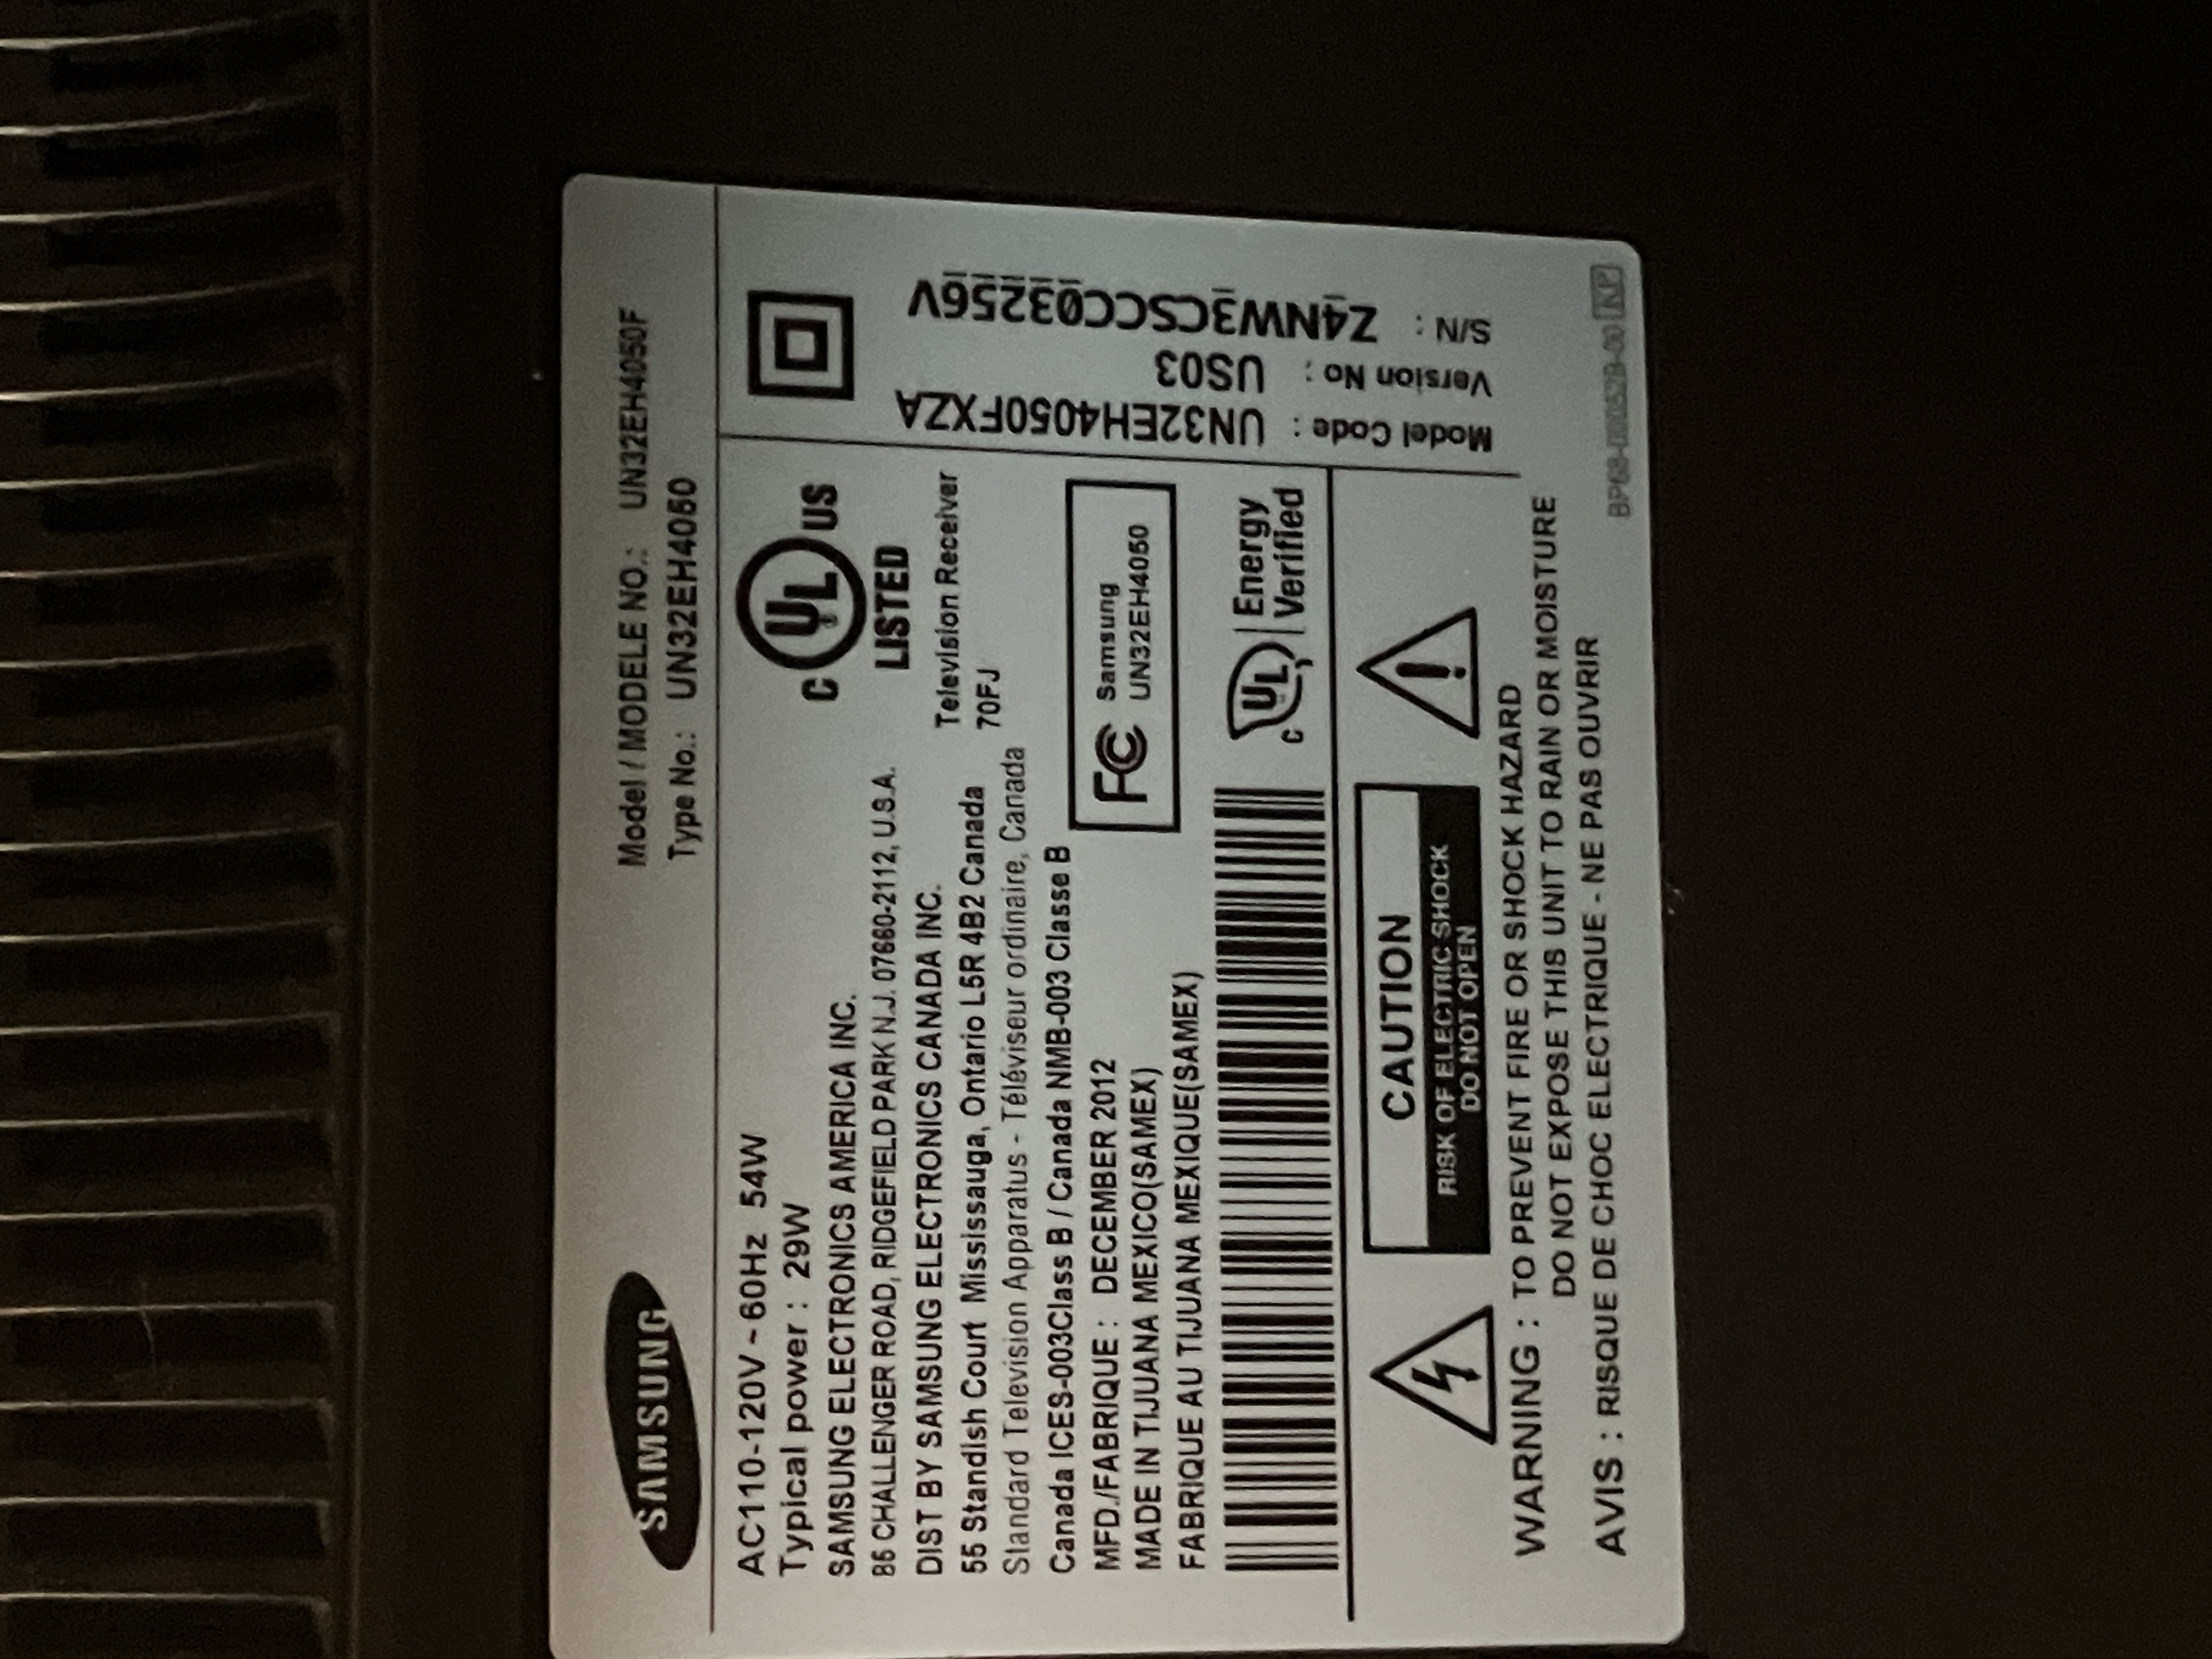 SAMSUNG
Model / MODELE NO.: UN32EH4050F
Type No.: UN32EH4050
AC110-120V~60Hz 54W
Typical power : 29W
SAMSUNG ELECTRONICS AMERICA INC.
85 CHALLENGER ROAD, RIDGEFIELD PARK N.J. 07660-2112, U.S.A.
DIST BY SAMSUNG ELECTRONICS CANADA INC.
55 Standish Court Mississauga, Ontario L5R 4B2 Canada
Standard Television Apparatus - Téléviseur ordinaire, Canada
Canada ICES-003Class B / Canada NMB-003 Classe B
MFD./FABRIQUE : DECEMBER 2012
MADE IN TIJUANA MEXICO(SAMEX)
FABRIQUE AU TIJUANA MEXIQUE(SAMEX)
C UL US
LISTED
Television Receiver
70FJ
FC Samsung
UN32EH4050
c UL Energy
Verified
Model Code : UN32EH4050FXZA
Version No : US03
S/N : Z4NW3CSCC03256V
CAUTION
RISK OF ELECTRIC SHOCK
DO NOT OPEN
WARNING : TO PREVENT FIRE OR SHOCK HAZARD
DO NOT EXPOSE THIS UNIT TO RAIN OR MOISTURE
AVIS : RISQUE DE CHOC ELECTRIQUE - NE PAS OUVRIR